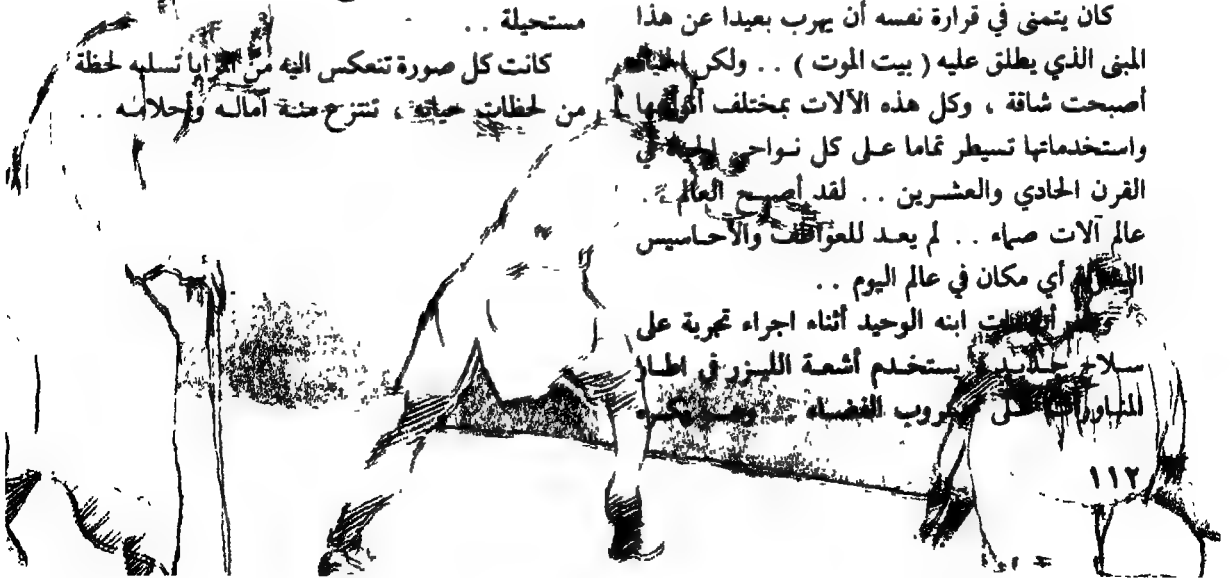 كان يتمنى في قرارة نفسه أن يهرب بعيدا عن هذا
المبنى الذي يطلق عليه ( بيت الموت ) . . ولكن الحياة
أصبحت شاقة ، وكل هذه الآلات بمختلف أنواعها
واستخدماتها تسيطر تماما على كل نواحي الحياة في
القرن الحادي والعشرين . . لقد أصبح العالم . .
عالم آلات صماء . . لم يعد للعواطف والأحاسيس
البشرية أي مكان في عالم اليوم . .
ابنه الوحيد أثناء اجراء تجربة على
سلاح يستخدم أشعة الليزر في اطار
المناورات الفضاء . .
١١٢
مستحيلة . .
كانت كل صورة تنعكس اليه من المرايا تسلبه لحظة
من لحظات حياته ، تنتزع منه آماله وأحلامه . .